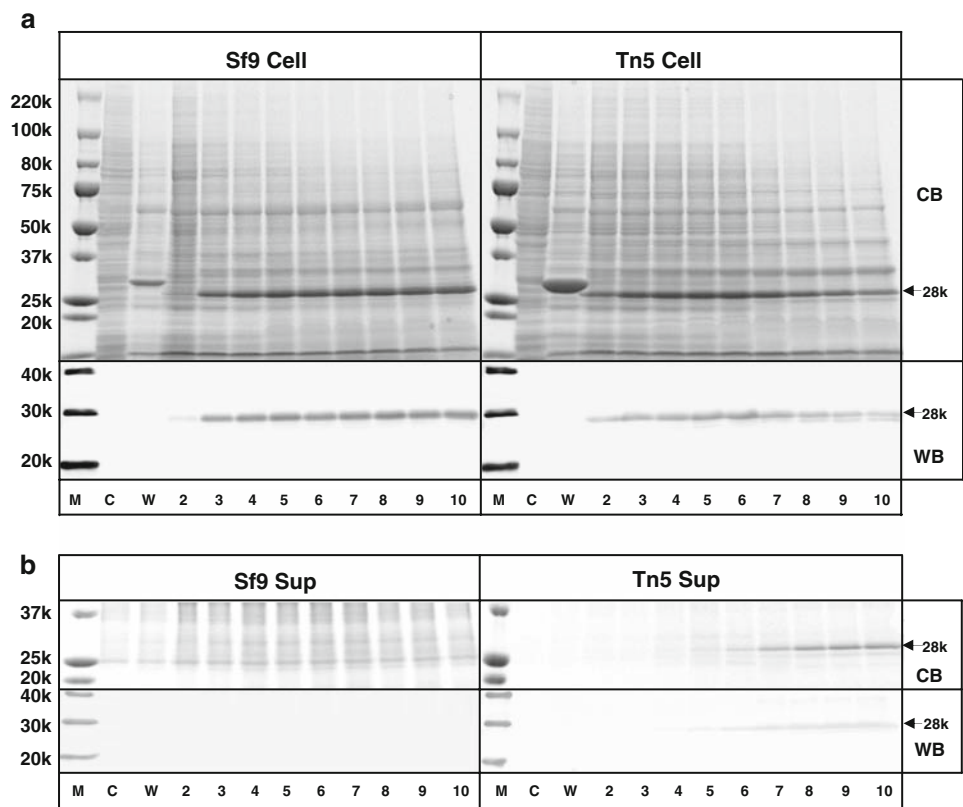 a
Sf9 Cell Tn5 Cell
220k
100k
80k
75k
50k
37k
25k
20k
CB
28k
40k
30k
20k
28k
WB
M C W 2 3 4 5 6 7 8 9 10 M C W 2 3 4 5 6 7 8 9 10
b
Sf9 Sup Tn5 Sup
37k
25k
20k
28k
CB
40k
30k
20k
28k
WB
M C W 2 3 4 5 6 7 8 9 10 M C W 2 3 4 5 6 7 8 9 10